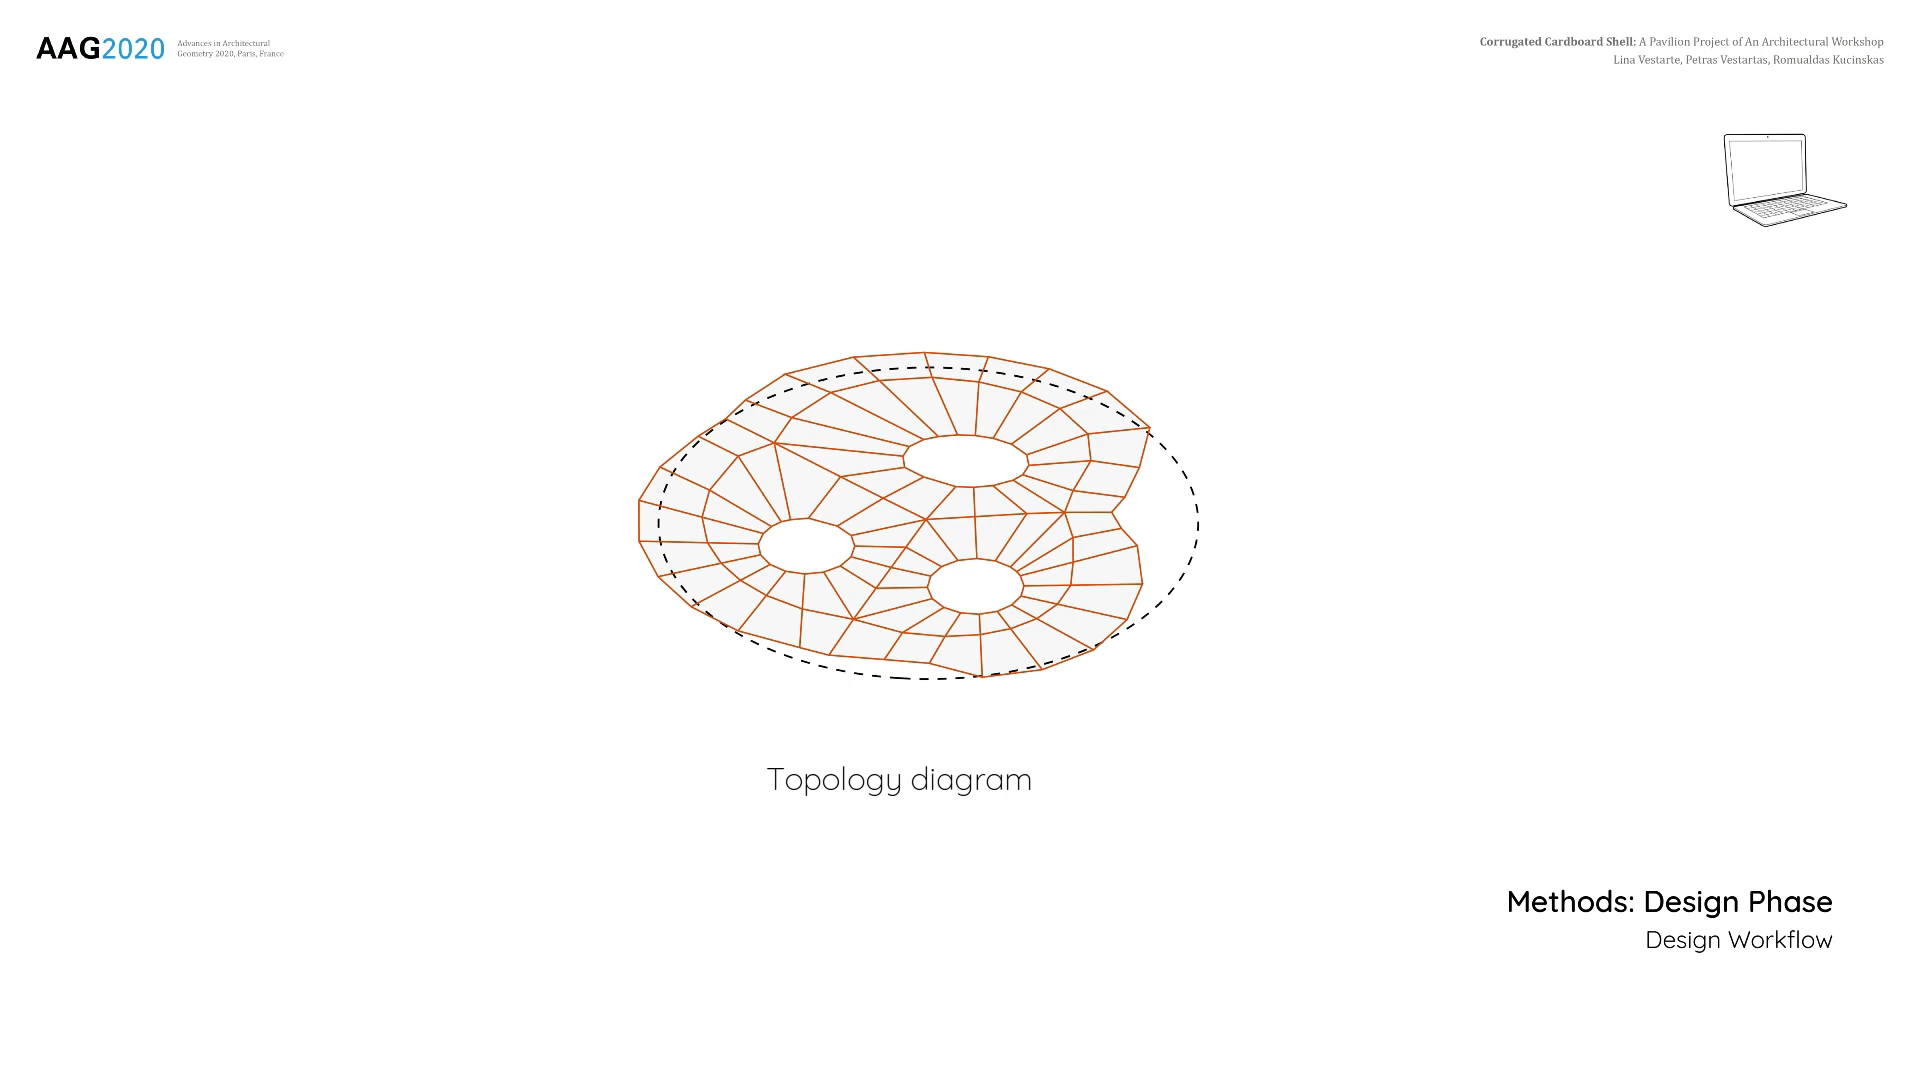 AAG2020
Advances in Architectural
Geometry 2020, Paris, France
Corrugated Cardboard Shell: A Pavilion Project of An Architectural Workshop
Lina Vestarte, Petras Vestartas, Romualdas Kucinskas
Topology diagram
Methods: Design Phase
Design Workflow